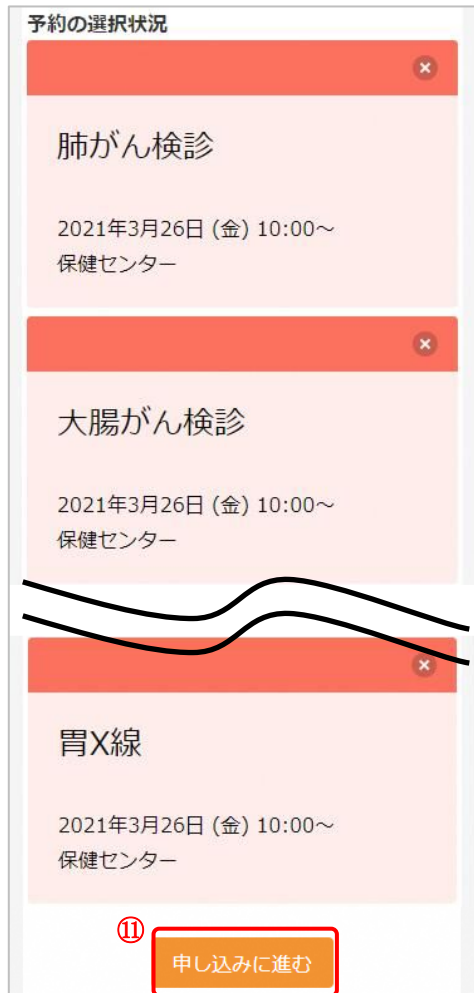 予約の選択状況
肺がん検診
2021年3月26日 (金) 10:00～
保健センター
大腸がん検診
2021年3月26日 (金) 10:00～
保健センター
胃X線
2021年3月26日 (金) 10:00～
保健センター
⑪
申し込みに進む